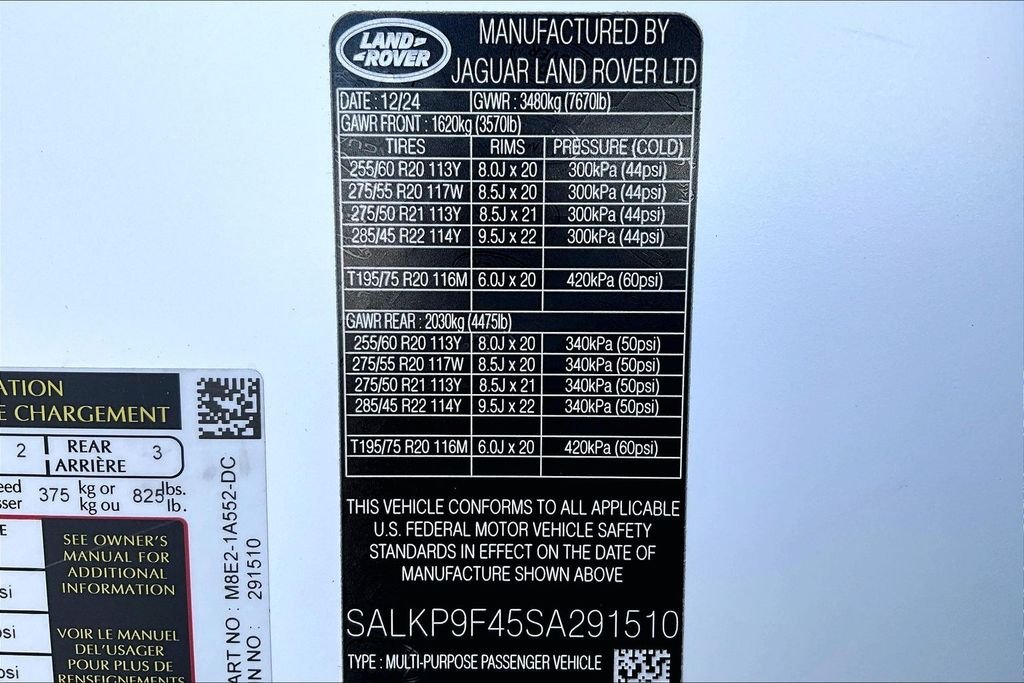 LAND-
-ROVER
MANUFACTURED BY
JAGUAR LAND ROVER LTD
DATE : 12/24 GVWR : 3480kg (7670lb)
GAWR FRONT : 1620kg (3570lb)
TIRES RIMS PRESSURE (COLD)
255/60 R20 113Y 8.0J x 20 300kPa (44psi)
275/55 R20 117W 8.5J x 20 300kPa (44psi)
275/50 R21 113Y 8.5J x 21 300kPa (44psi)
285/45 R22 114Y 9.5J x 22 300kPa (44psi)
T195/75 R20 116M 6.0J x 20 420kPa (60psi)
GAWR REAR : 2030kg (4475lb)
255/60 R20 113Y 8.0J x 20 340kPa (50psi)
275/55 R20 117W 8.5J x 20 340kPa (50psi)
275/50 R21 113Y 8.5J x 21 340kPa (50psi)
285/45 R22 114Y 9.5J x 22 340kPa (50psi)
T195/75 R20 116M 6.0J x 20 420kPa (60psi)
THIS VEHICLE CONFORMS TO ALL APPLICABLE
U.S. FEDERAL MOTOR VEHICLE SAFETY
STANDARDS IN EFFECT ON THE DATE OF
MANUFACTURE SHOWN ABOVE
SALKP9F45SA291510
TYPE : MULTI-PURPOSE PASSENGER VEHICLE
ATION
E CHARGEMENT
2 REAR 3
ARRIÈRE
eed 375 kg or 825 lbs.
sser kg ou lb.
E
si
psi
psi
SEE OWNER'S
MANUAL FOR
ADDITIONAL
INFORMATION
VOIR LE MANUEL
DEL'USAGER
POUR PLUS DE
RENSEIGNEMENTS
ART NO : M8E2-1A552-DC
N NO : 291510